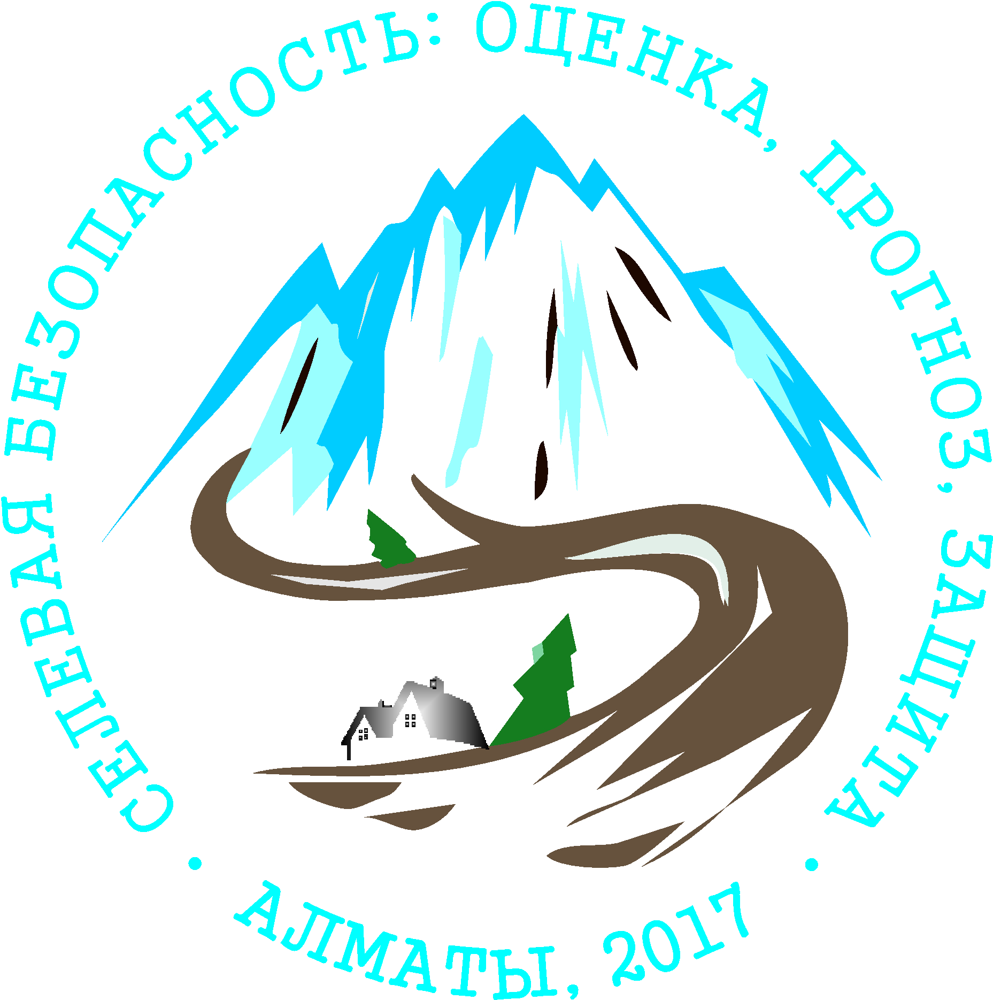 СЕЛЕВАЯ БЕЗОПАСНОСТЬ: ОЦЕНКА, ПРОГНОЗ, ЗАЩИТА
• АЛМАТЫ, 2017 •